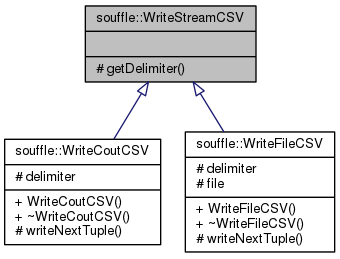 souffle::WriteStreamCSV
# getDelimiter()
souffle::WriteCoutCSV
# delimiter
+ WriteCoutCSV()
+ ~WriteCoutCSV()
# writeNextTuple()
souffle::WriteFileCSV
# delimiter
# file
+ WriteFileCSV()
+ ~WriteFileCSV()
# writeNextTuple()